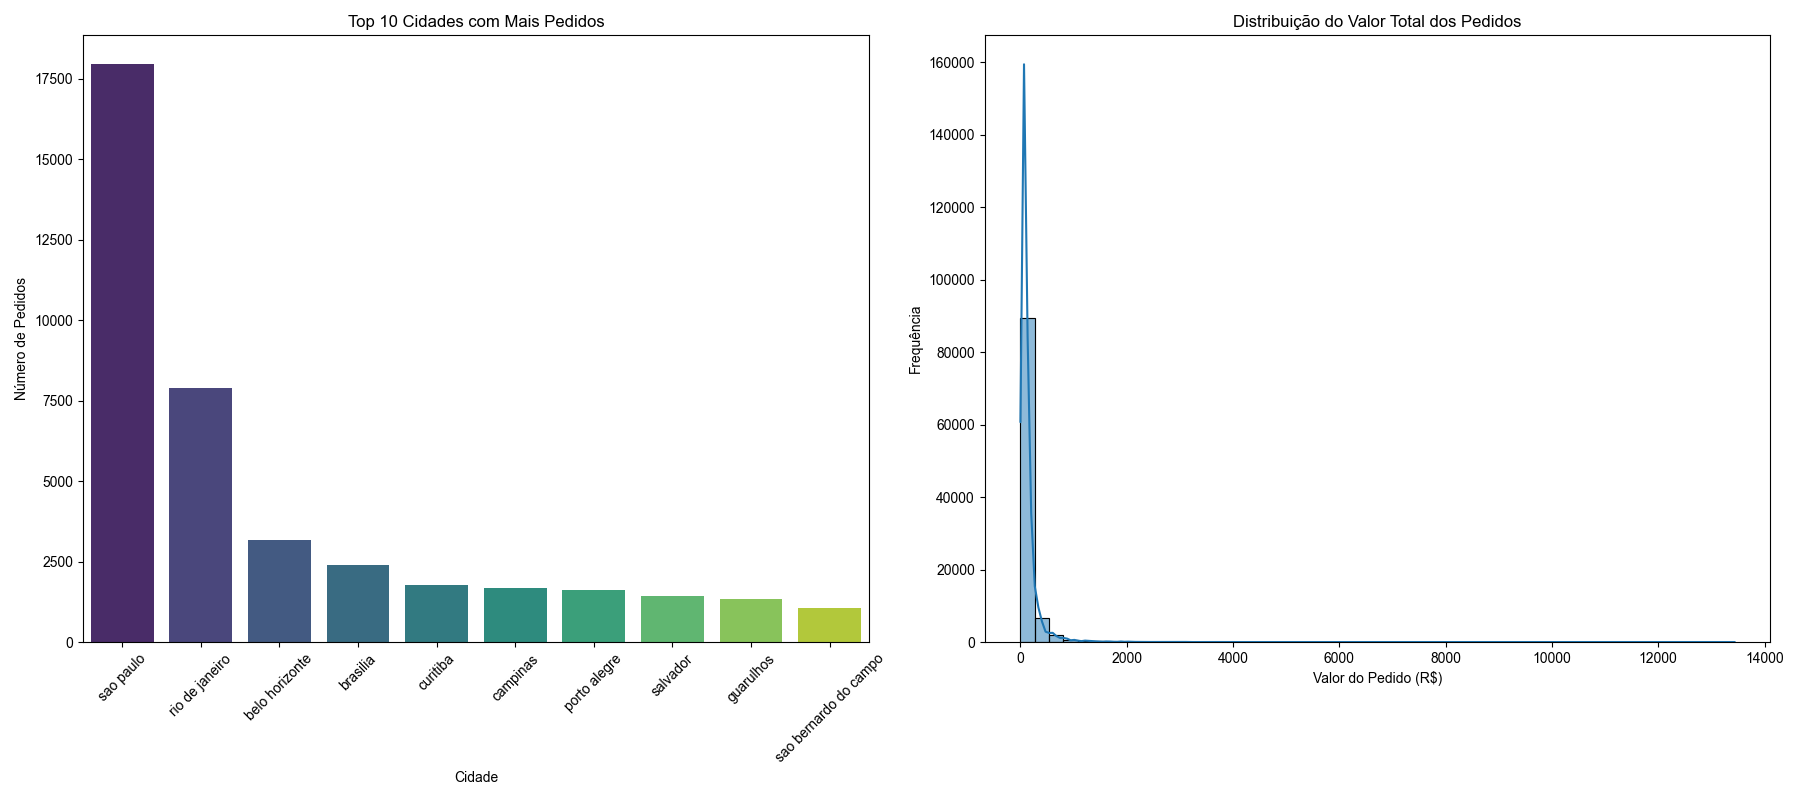 Top 10 Cidades com Mais Pedidos
Número de Pedidos
17500
15000
12500
10000
7500
5000
2500
0
sao paulo
rio de janeiro
belo horizonte
brasilia
curitiba
campinas
porto alegre
salvador
guarulhos
sao bernardo do campo
Cidade
Distribuição do Valor Total dos Pedidos
Frequência
160000
140000
120000
100000
80000
60000
40000
20000
0
0
2000
4000
6000
8000
10000
12000
14000
Valor do Pedido (R$)